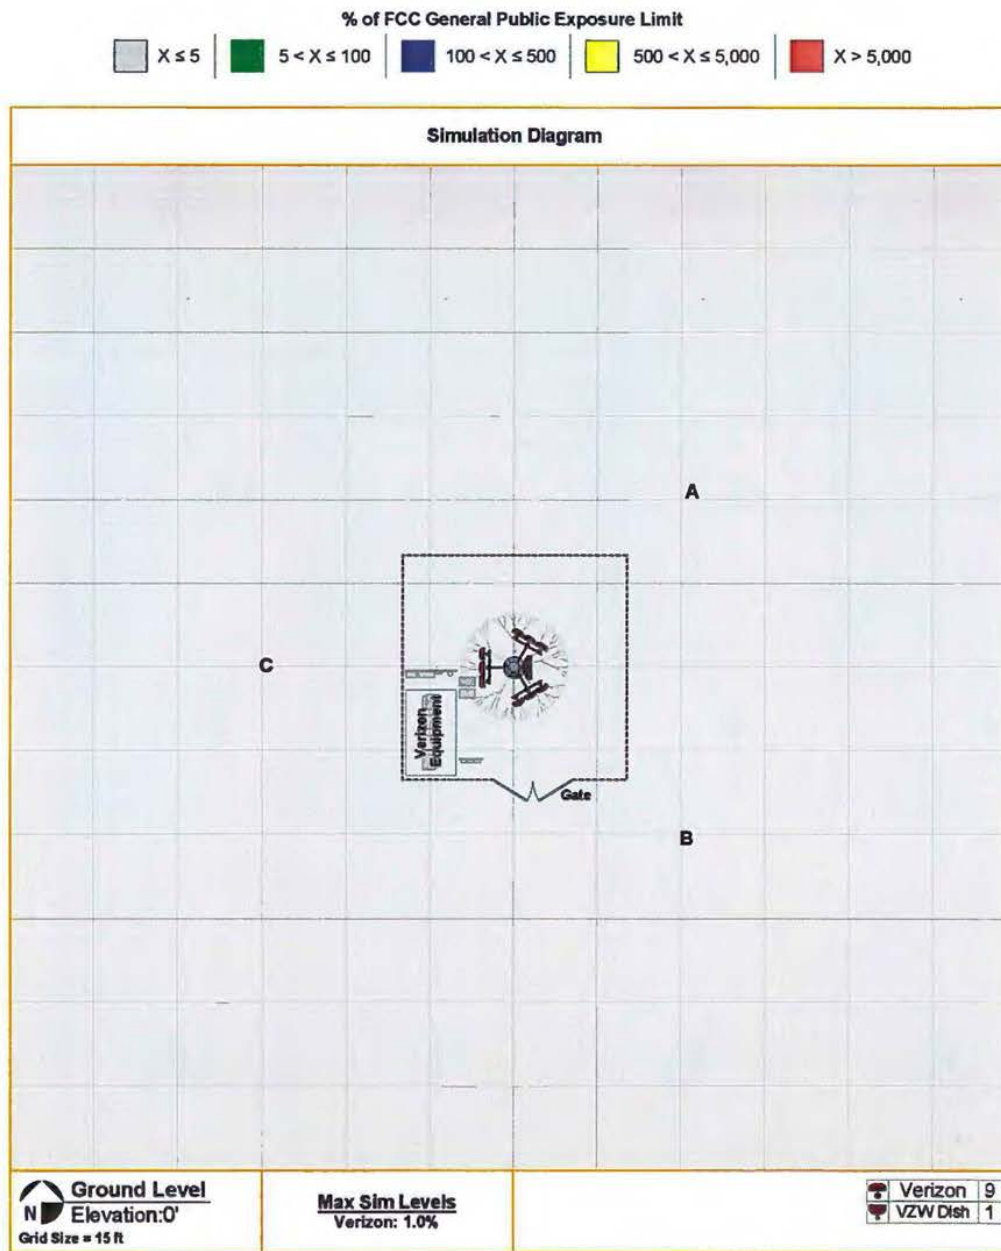 % of FCC General Public Exposure Limit
X ≤ 5 5 < X ≤ 100 100 < X ≤ 500 500 < X ≤ 5,000 X > 5,000
Simulation Diagram
A
C
Verizon
Equipment
Gate
B
N
Ground Level
Elevation:0'
Grid Size = 15 ft
Max Sim Levels
Verizon: 1.0%
Verizon 9
VZW Dish 1